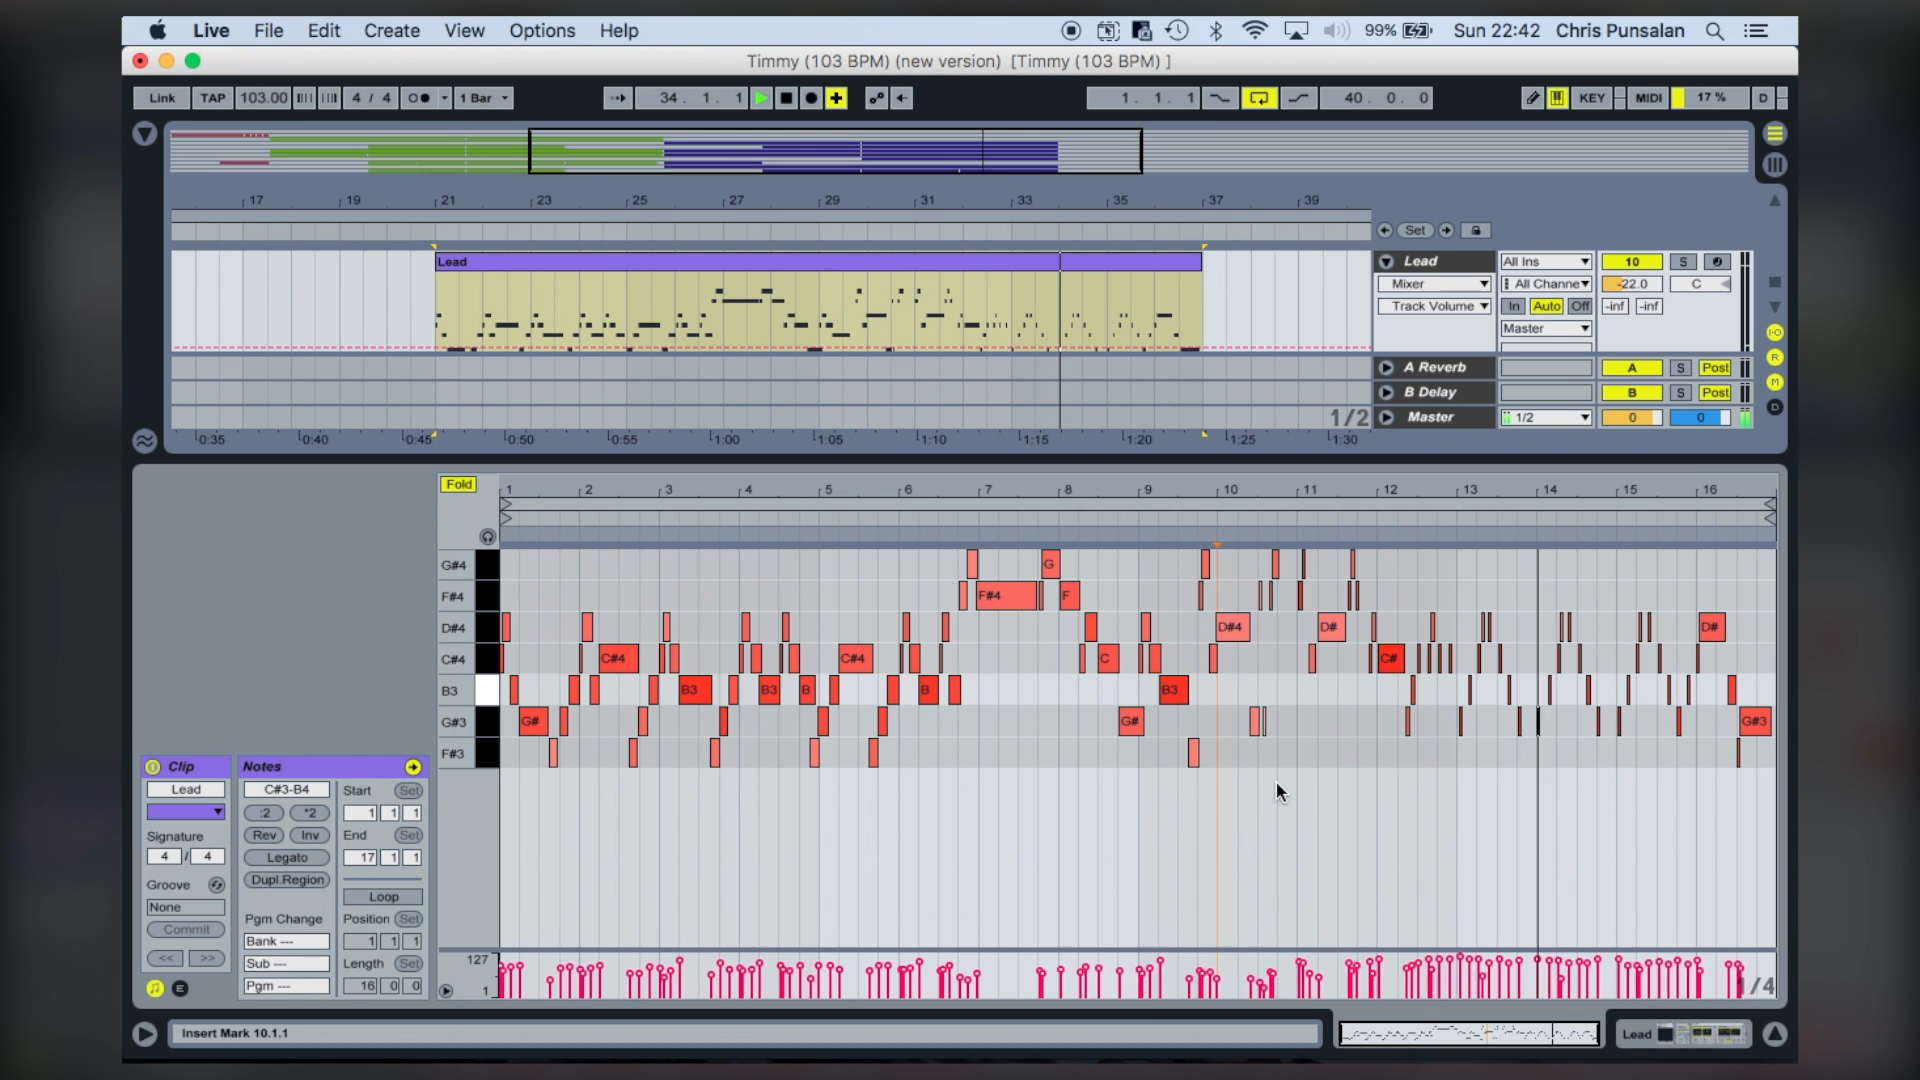 Live File Edit Create View Options Help 99% Sun 22:42 Chris Punsalan
Timmy (103 BPM) (new version) [Timmy (103 BPM) ]
Link TAP 103.00 4 / 4 1 Bar 34. 1. 1 1. 1. 1 40. 0. 0 KEY MIDI 17 % D
17 19 21 23 25 27 29 31 33 35 37 39
Set
Lead Lead All Ins 10 S
Mixer All Channe -22.0 C
Track Volume In Auto Off -inf -inf
Master
A Reverb A S Post
B Delay B S Post
1/2 Master 1/2 0 0
0:35 0:40 0:45 0:50 0:55 1:00 1:05 1:10 1:15 1:20 1:25 1:30
I·O
R
M
D
Fold 1 2 3 4 5 6 7 8 9 10 11 12 13 14 15 16
G#4 G
F#4 F#4 F
D#4 D#4 D# D#
C#4 C#4 C#4 C C#
B3 B3 B3 B B B3
G#3 G# G# G#3
F#3
Clip Notes
Lead C#3-B4 Start Set
:2 *2 1 1 1
Signature Rev Inv End Set
4 / 4 Legato 17 1 1
Groove Dupl.Region Loop
None Pgm Change Position Set
Commit Bank --- 1 1 1
<< >> Sub --- Length Set
E Pgm --- 16 0 0
127
1 1/4
Insert Mark 10.1.1 Lead